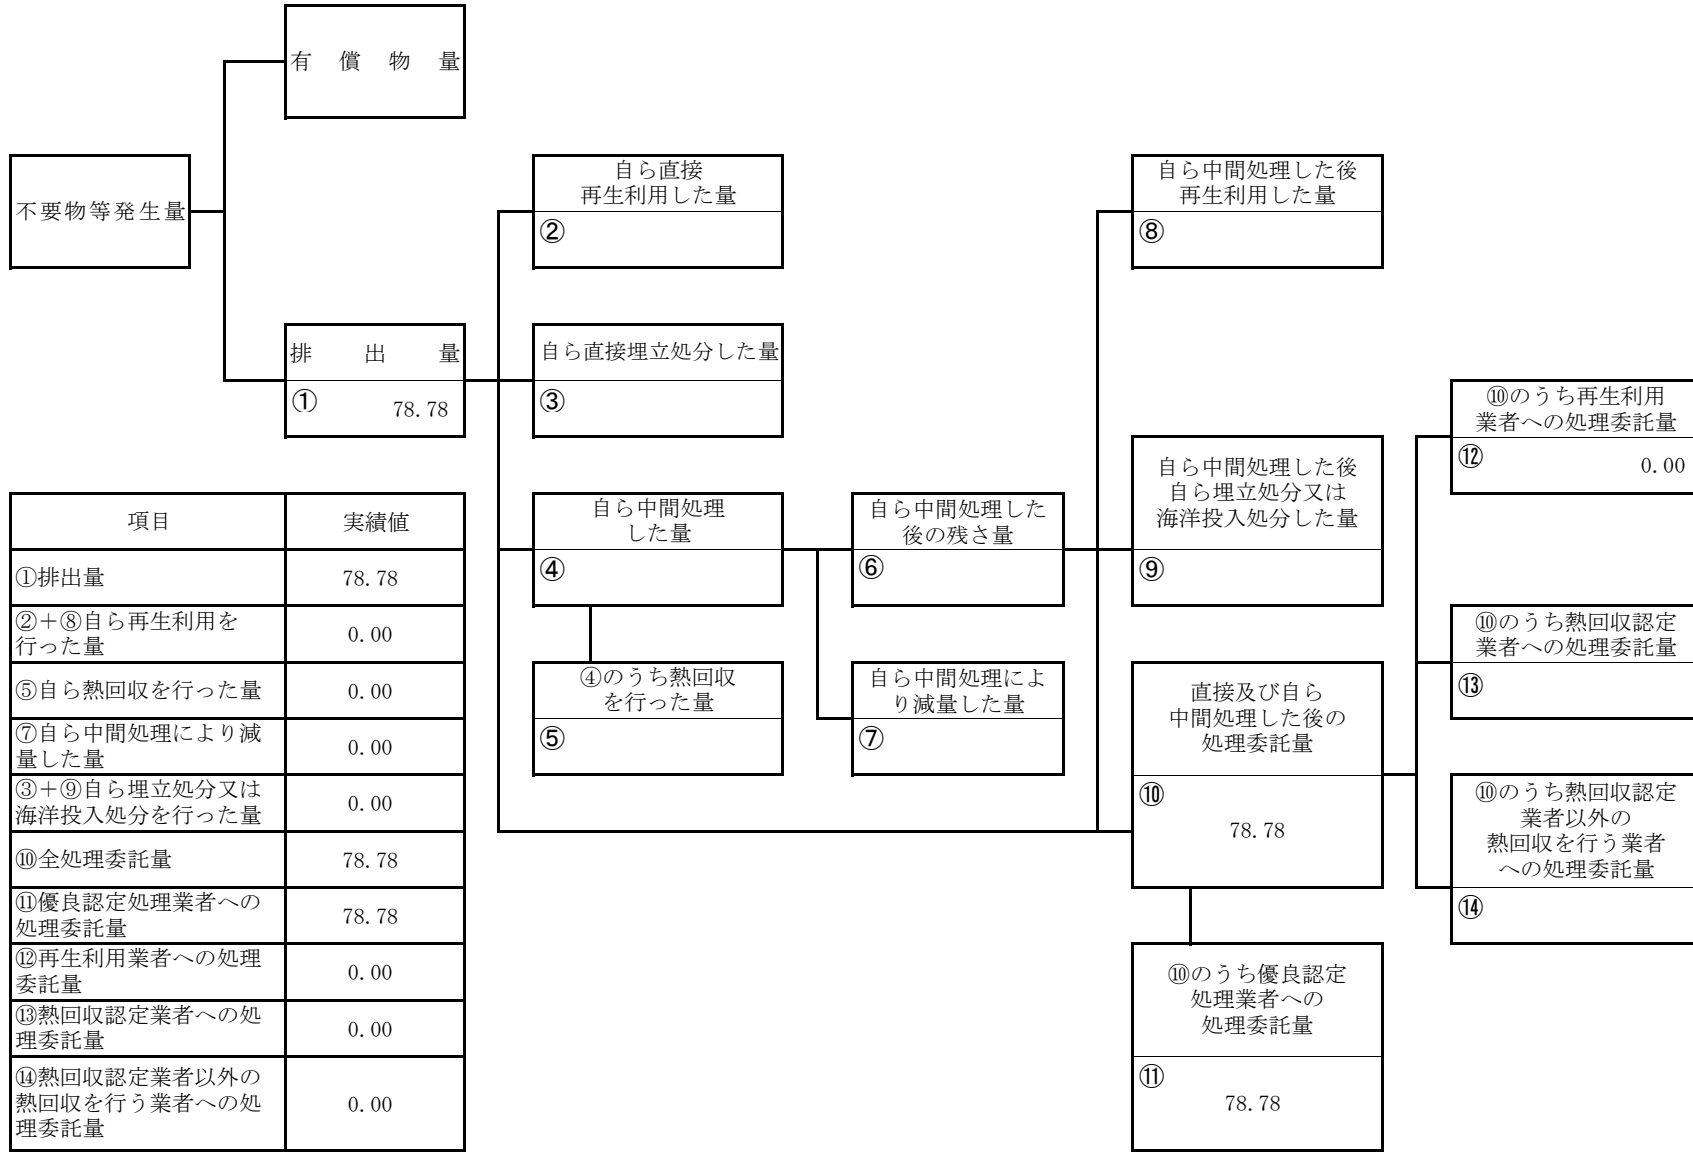 有償物量
不要物等発生量
排出量
① 78.78
自ら直接
再生利用した量
②
自ら直接埋立処分した量
③
自ら中間処理
した量
④
④のうち熱回収
を行った量
⑤
自ら中間処理した
後の残さ量
⑥
自ら中間処理によ
り減量した量
⑦
自ら中間処理した後
再生利用した量
⑧
自ら中間処理した後
自ら埋立処分又は
海洋投入処分した量
⑨
直接及び自ら
中間処理した後の
処理委託量
⑩
78.78
⑩のうち優良認定
処理業者への
処理委託量
⑪
78.78
⑩のうち再生利用
業者への処理委託量
⑫ 0.00
⑩のうち熱回収認定
業者への処理委託量
⑬
⑩のうち熱回収認定
業者以外の
熱回収を行う業者
への処理委託量
⑭
項目 実績値
①排出量 78.78
②＋⑧自ら再生利用を
行った量 0.00
⑤自ら熱回収を行った量 0.00
⑦自ら中間処理により減
量した量 0.00
③＋⑨自ら埋立処分又は
海洋投入処分を行った量 0.00
⑩全処理委託量 78.78
⑪優良認定処理業者への
処理委託量 78.78
⑫再生利用業者への処理
委託量 0.00
⑬熱回収認定業者への処
理委託量 0.00
⑭熱回収認定業者以外の
熱回収を行う業者への処
理委託量 0.00